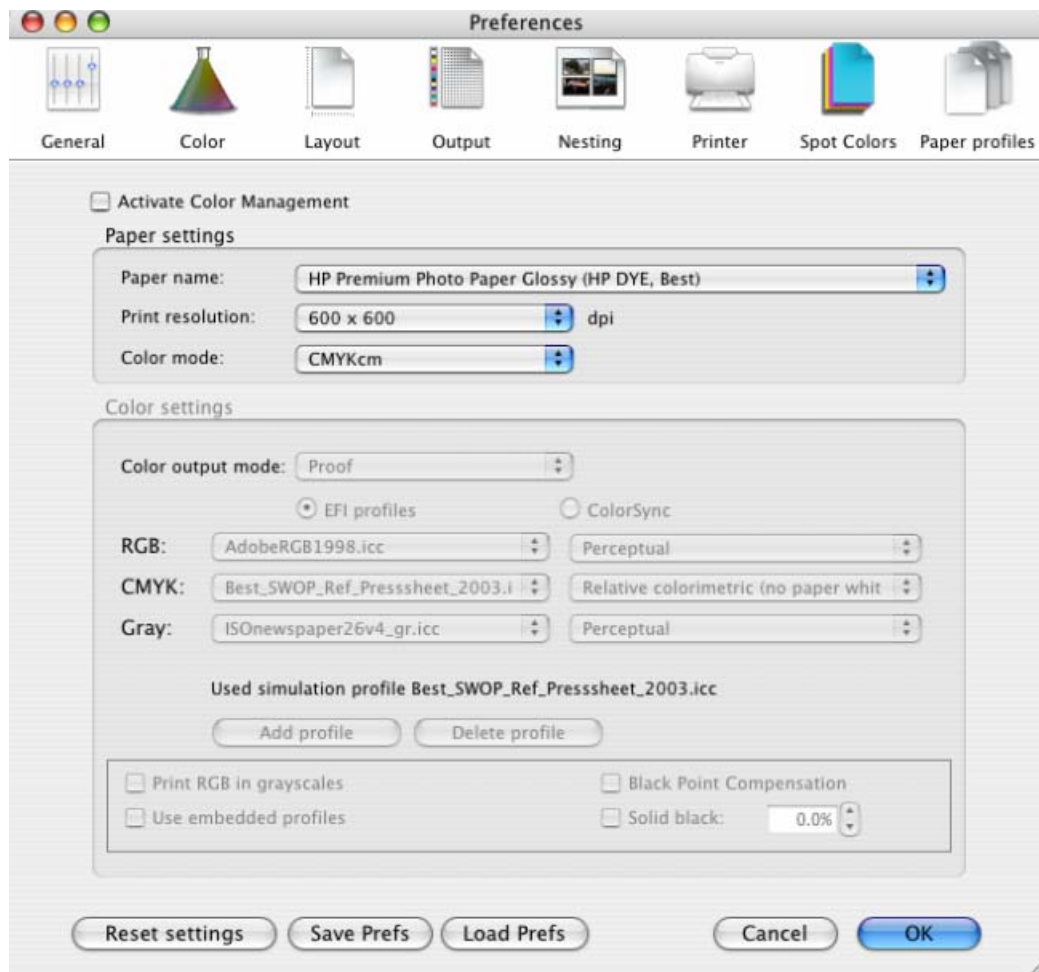 Preferences
General Color Layout Output Nesting Printer Spot Colors Paper profiles
Activate Color Management
Paper settings
Paper name: HP Premium Photo Paper Glossy (HP DYE, Best)
Print resolution: 600 x 600 dpi
Color mode: CMYKcm
Color settings
Color output mode: Proof
EFI profiles ColorSync
RGB: AdobeRGB1998.icc Perceptual
CMYK: Best_SWOP_Ref_Presssheet_2003.i Relative colorimetric (no paper whit
Gray: ISOnewspaper26v4_gr.icc Perceptual
Used simulation profile Best_SWOP_Ref_Presssheet_2003.icc
Add profile Delete profile
Print RGB in grayscales Black Point Compensation
Use embedded profiles Solid black: 0.0%
Reset settings Save Prefs Load Prefs Cancel OK